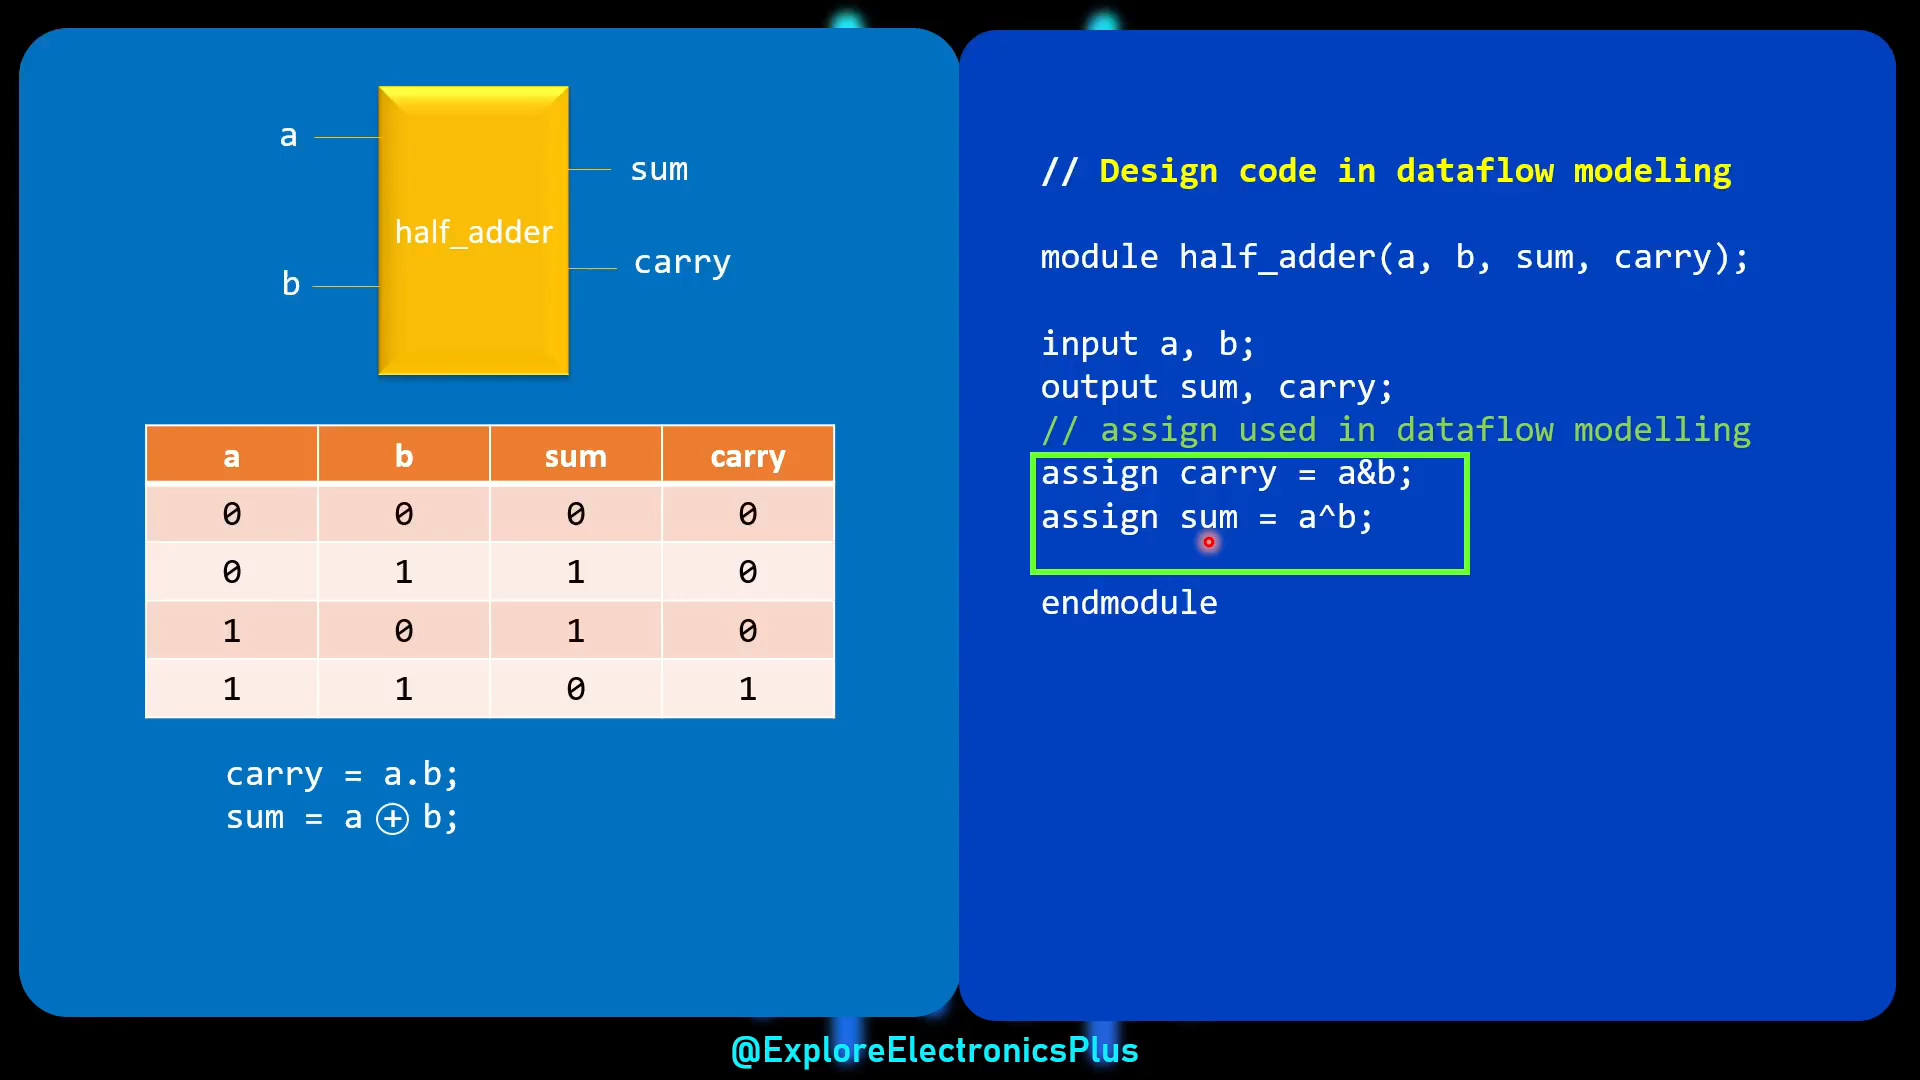 a
sum
half_adder
carry
b
a b sum carry
0 0 0 0
0 1 1 0
1 0 1 0
1 1 0 1
carry = a.b;
sum = a ⊕ b;
// Design code in dataflow modeling
module half_adder(a, b, sum, carry);
input a, b;
output sum, carry;
// assign used in dataflow modelling
assign carry = a&b;
assign sum = a^b;
endmodule
@ExploreElectronicsPlus